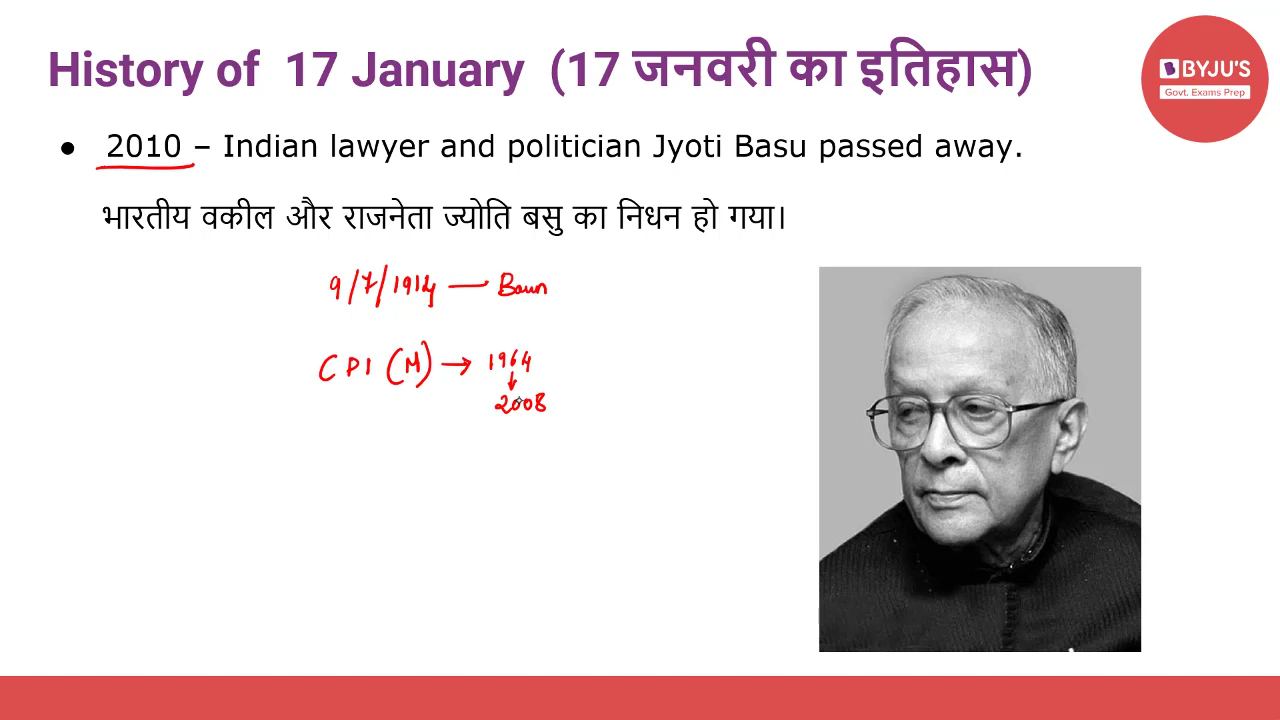 History of 17 January (17 जनवरी का इतिहास)
BYJU'S
Govt. Exams Prep
● 2010 – Indian lawyer and politician Jyoti Basu passed away.
भारतीय वकील और राजनेता ज्योति बसु का निधन हो गया।
9/7/1914 — Born
CPI (M) → 1964
↓
2008